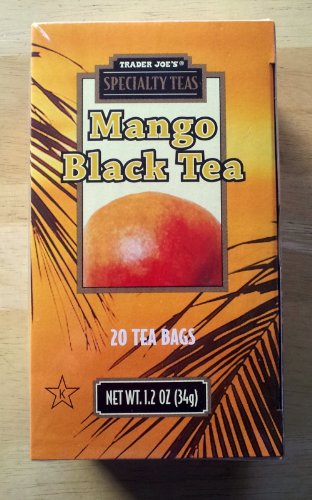 TRADER JOE'S®
SPECIALTY TEAS
Mango
Black Tea
20 TEA BAGS
K
NET WT. 1.2 OZ (34g)